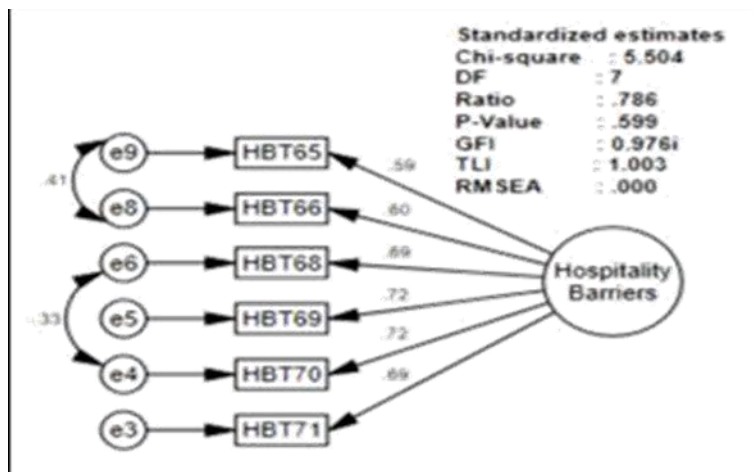 Standardized estimates
Chi-square : 5.504
DF : 7
Ratio : .786
P-Value : .599
GFI : 0.976i
TLI : 1.003
RMSEA : .000
e9 HBT65 .59
.41
e8 HBT66 .60
e6 HBT68 .69
Hospitality
Barriers
e5 HBT69 .72
e4 HBT70 .72
e3 HBT71 .69